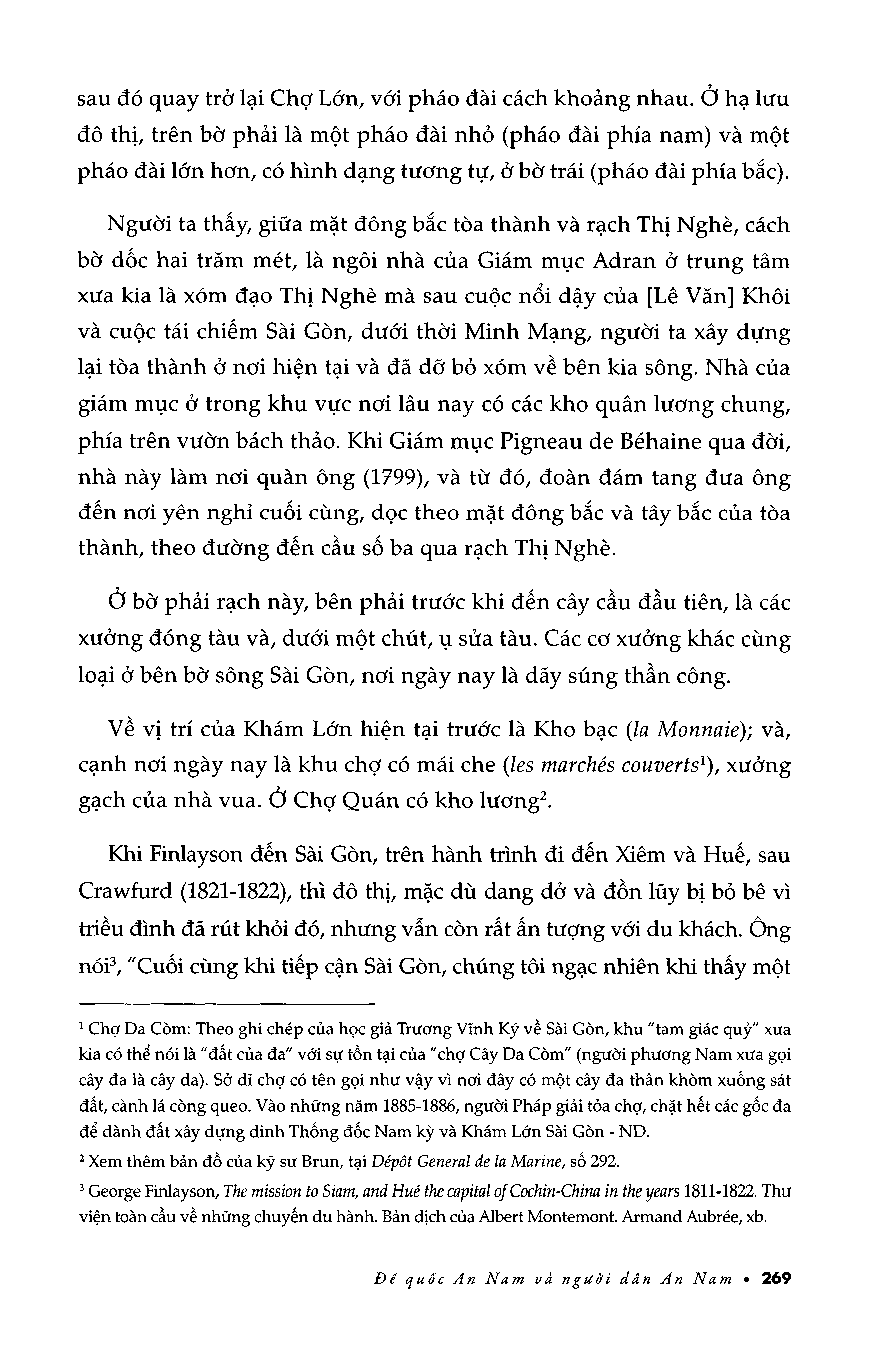 sau đó quay trở lại Chợ Lớn, với pháo đài cách khoảng nhau. Ở hạ lưu
đô thị, trên bờ phải là một pháo đài nhỏ (pháo đài phía nam) và một
pháo đài lớn hơn, có hình dạng tương tự, ở bờ trái (pháo đài phía bắc).
Người ta thấy, giữa mặt đông bắc tòa thành và rạch Thị Nghè, cách
bờ dốc hai trăm mét, là ngôi nhà của Giám mục Adran ở trung tâm
xưa kia là xóm đạo Thị Nghè mà sau cuộc nổi dậy của [Lê Văn] Khôi
và cuộc tái chiếm Sài Gòn, dưới thời Minh Mạng, người ta xây dựng
lại tòa thành ở nơi hiện tại và đã dỡ bỏ xóm về bên kia sông. Nhà của
giám mục ở trong khu vực nơi lâu nay có các kho quân lương chung,
phía trên vườn bách thảo. Khi Giám mục Pigneau de Béhaine qua đời,
nhà này làm nơi quàn ông (1799), và từ đó, đoàn đám tang đưa ông
đến nơi yên nghỉ cuối cùng, dọc theo mặt đông bắc và tây bắc của tòa
thành, theo đường đến cầu số ba qua rạch Thị Nghè.
Ở bờ phải rạch này, bên phải trước khi đến cây cầu đầu tiên, là các
xưởng đóng tàu và, dưới một chút, ụ sửa tàu. Các cơ xưởng khác cùng
loại ở bên bờ sông Sài Gòn, nơi ngày nay là dãy súng thần công.
Về vị trí của Khám Lớn hiện tại trước là Kho bạc (la Monnaie); và,
cạnh nơi ngày nay là khu chợ có mái che (les marchés couverts¹), xưởng
gạch của nhà vua. Ở Chợ Quán có kho lương².
Khi Finlayson đến Sài Gòn, trên hành trình đi đến Xiêm và Huế, sau
Crawfurd (1821-1822), thì đô thị, mặc dù dang dở và đồn lũy bị bỏ bê vì
triều đình đã rút khỏi đó, nhưng vẫn còn rất ấn tượng với du khách. Ông
nói³, "Cuối cùng khi tiếp cận Sài Gòn, chúng tôi ngạc nhiên khi thấy một
¹ Chợ Da Còm: Theo ghi chép của học giả Trương Vĩnh Ký về Sài Gòn, khu "tam giác quỷ" xưa
kia có thể nói là "đất của đa" với sự tồn tại của "chợ Cây Da Còm" (người phương Nam xưa gọi
cây đa là cây da). Sở dĩ chợ có tên gọi như vậy vì nơi đây có một cây đa thân khòm xuống sát
đất, cành lá còng queo. Vào những năm 1885-1886, người Pháp giải tỏa chợ, chặt hết các gốc đa
để dành đất xây dựng dinh Thống đốc Nam kỳ và Khám Lớn Sài Gòn - ND.
² Xem thêm bản đồ của kỹ sư Brun, tại Dépôt General de la Marine, số 292.
³ George Finlayson, The mission to Siam, and Hué the capital of Cochin-China in the years 1811-1822. Thư
viện toàn cầu về những chuyến du hành. Bản dịch của Albert Montemont. Armand Aubrée, xb.
Đế quốc An Nam và người dân An Nam • 269